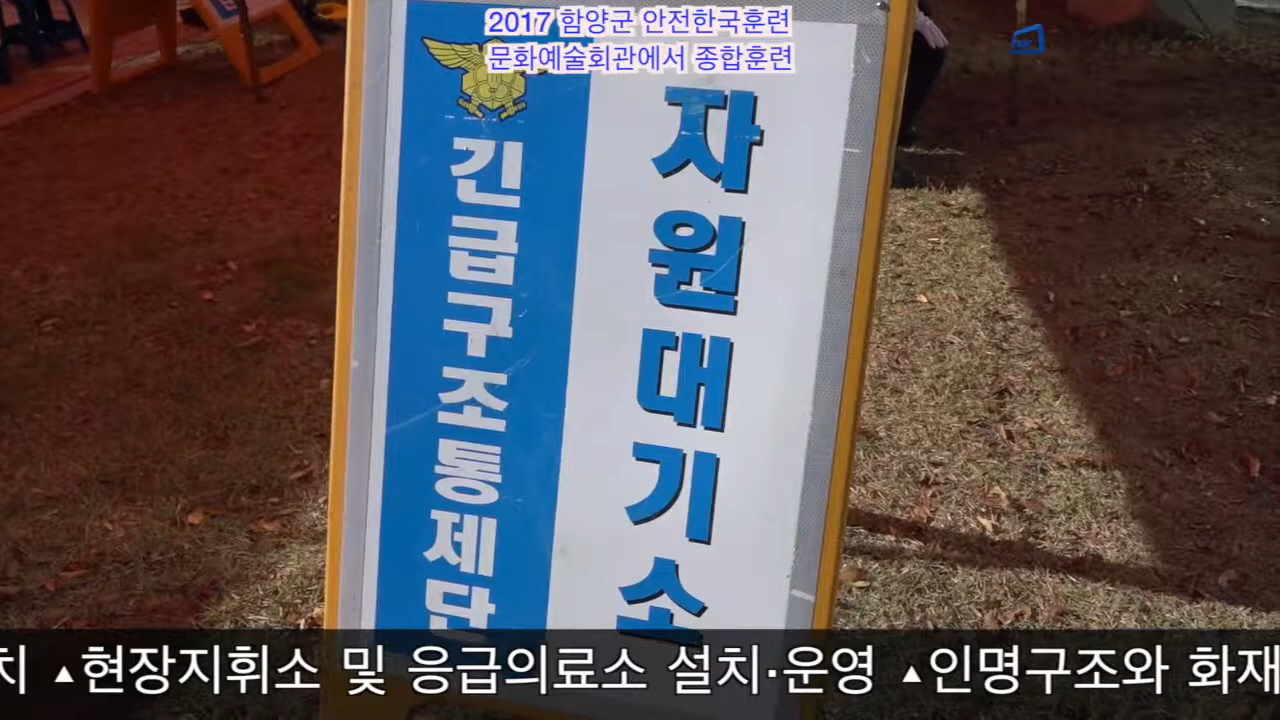 2017 함양군 안전한국훈련
문화예술회관에서 종합훈련
긴급구조통제단
자원대기소
치 ▲현장지휘소 및 응급의료소 설치·운영 ▲인명구조와 화재